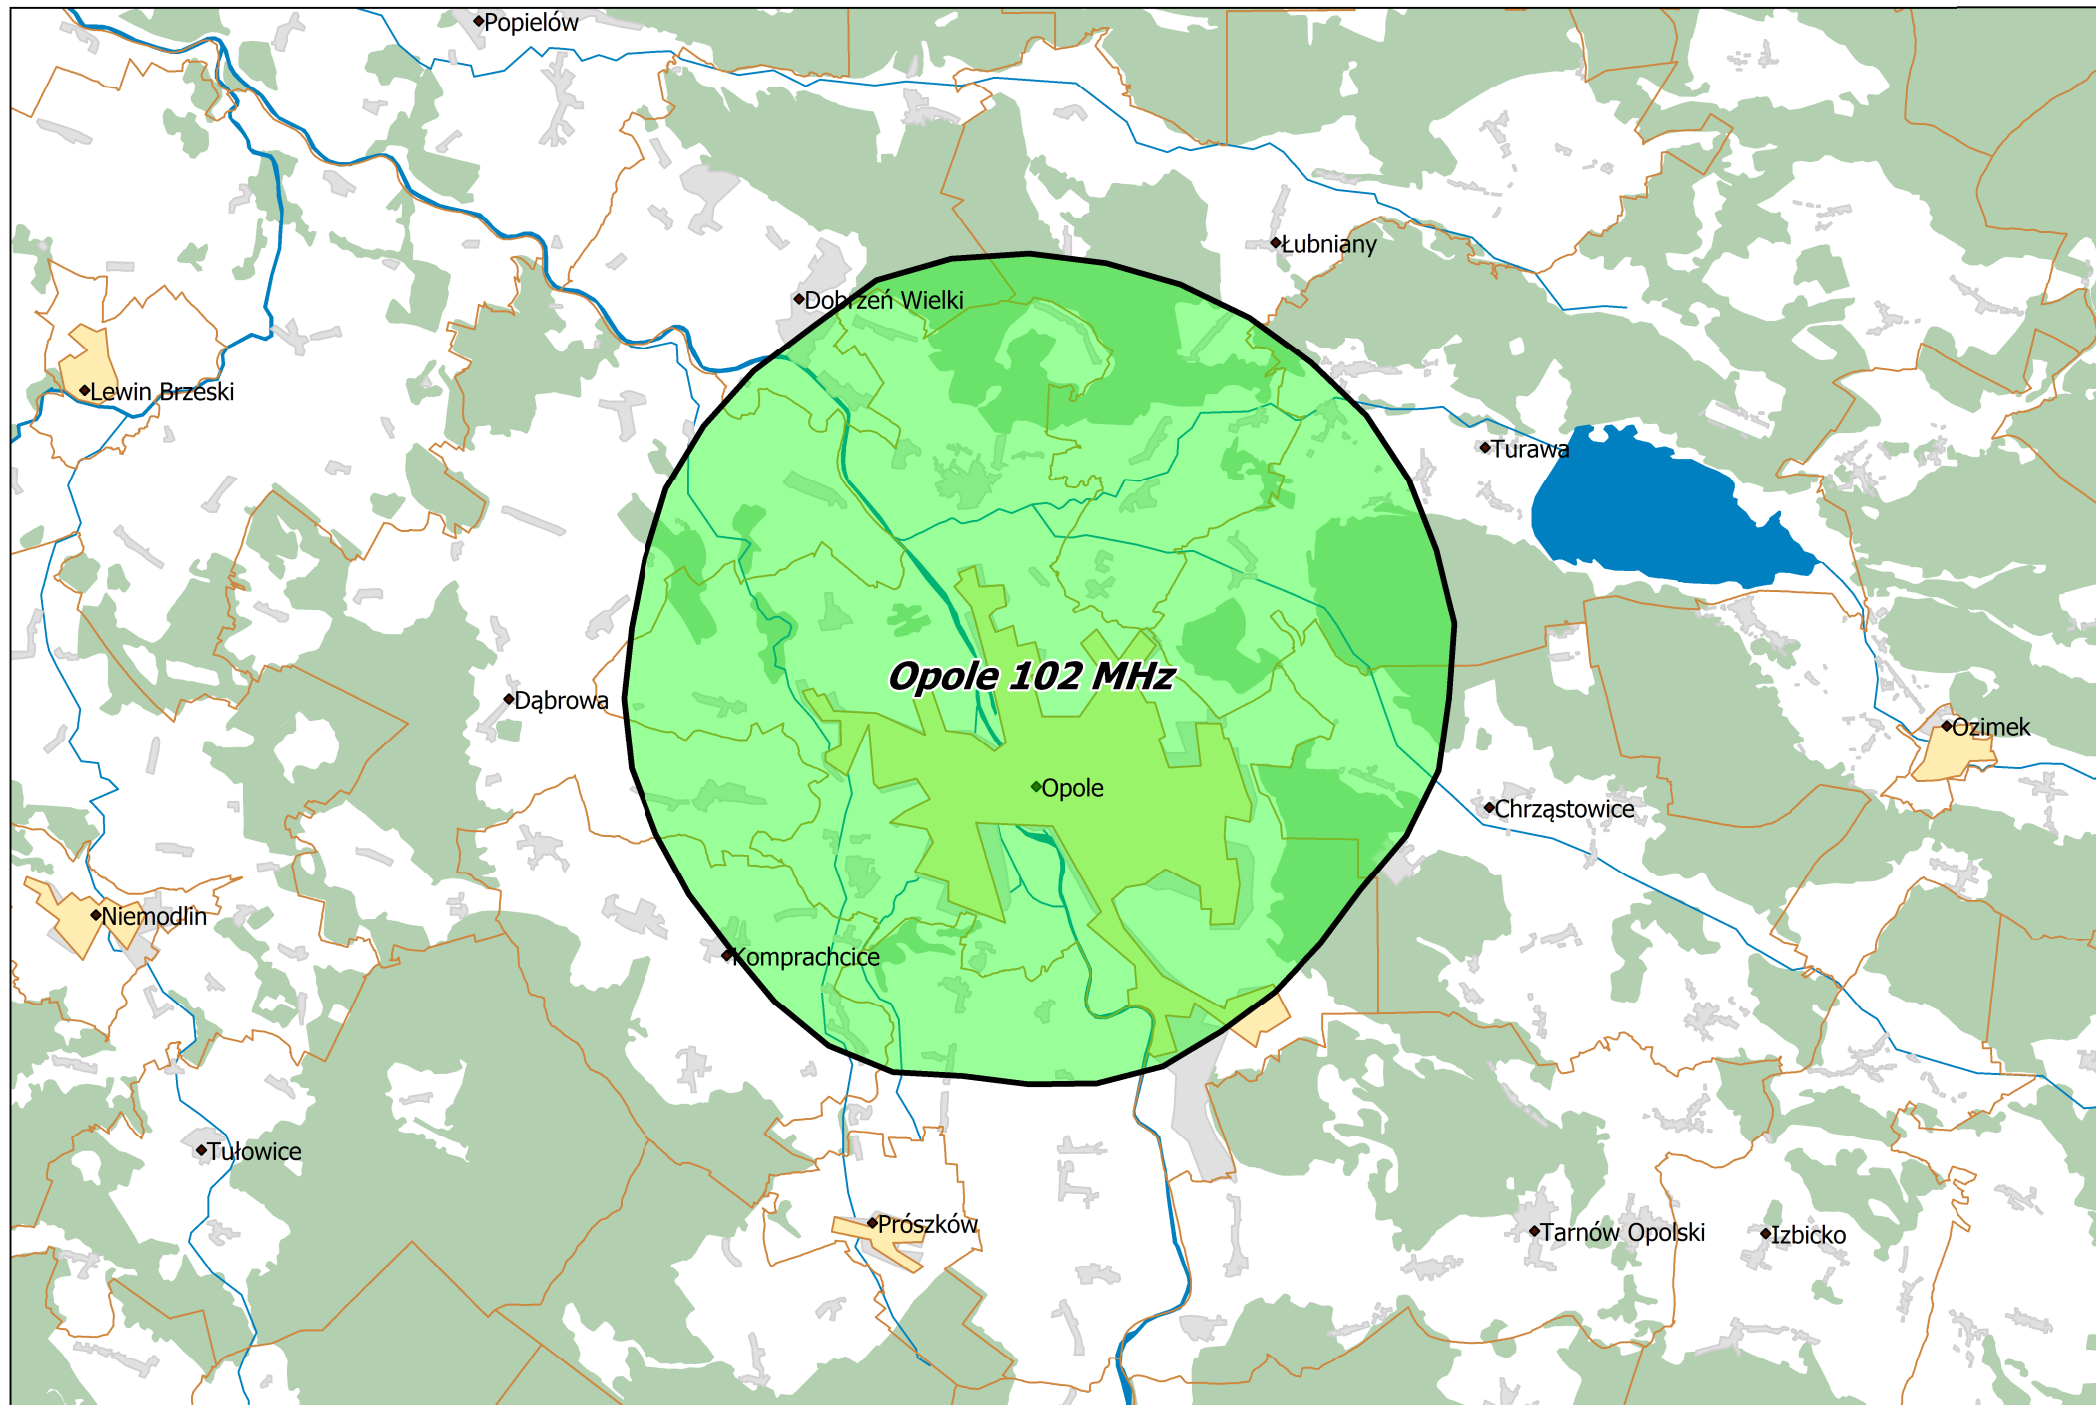 Popielów
Łubniany
Dobrzeń Wielki
Lewin Brzeski
Turawa
Opole 102 MHz
Dąbrowa
Ozimek
Opole
Chrząstowice
Niemodlin
Komprachcice
Tułowice
Prószków
Tarnów Opolski
Izbicko